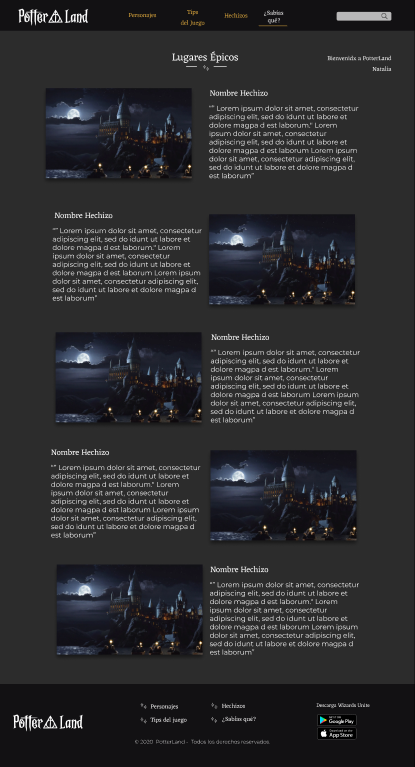 Potter Land
Personajes
Tips
del Juego
Hechizos
¿Sabías
qué?
Lugares Épicos
Bienvenids a PotterLand
Natalia
Nombre Hechizo
"" Lorem ipsum dolor sit amet, consectetur
adipiscing elit, sed do idunt ut labore et
dolore magpa d est laborum." Lorem
ipsum dolor sit amet, consectetur
adipiscing elit, sed do idunt ut labore et
dolore magpa d est laborum Lorem ipsum
dolor sit amet, consectetur adipiscing elit,
sed do idunt ut labore et dolore magpa d
est laborum"
Nombre Hechizo
"" Lorem ipsum dolor sit amet, consectetur
adipiscing elit, sed do idunt ut labore et
dolore magpa d est laborum." Lorem
ipsum dolor sit amet, consectetur
adipiscing elit, sed do idunt ut labore et
dolore magpa d est laborum Lorem ipsum
dolor sit amet, consectetur adipiscing elit,
sed do idunt ut labore et dolore magpa d
est laborum"
Nombre Hechizo
"" Lorem ipsum dolor sit amet, consectetur
adipiscing elit, sed do idunt ut labore et
dolore magpa d est laborum." Lorem
ipsum dolor sit amet, consectetur
adipiscing elit, sed do idunt ut labore et
dolore magpa d est laborum Lorem ipsum
dolor sit amet, consectetur adipiscing elit,
sed do idunt ut labore et dolore magpa d
est laborum"
Nombre Hechizo
"" Lorem ipsum dolor sit amet, consectetur
adipiscing elit, sed do idunt ut labore et
dolore magpa d est laborum." Lorem
ipsum dolor sit amet, consectetur
adipiscing elit, sed do idunt ut labore et
dolore magpa d est laborum Lorem ipsum
dolor sit amet, consectetur adipiscing elit,
sed do idunt ut labore et dolore magpa d
est laborum"
Nombre Hechizo
"" Lorem ipsum dolor sit amet, consectetur
adipiscing elit, sed do idunt ut labore et
dolore magpa d est laborum." Lorem
ipsum dolor sit amet, consectetur
adipiscing elit, sed do idunt ut labore et
dolore magpa d est laborum Lorem ipsum
dolor sit amet, consectetur adipiscing elit,
sed do idunt ut labore et dolore magpa d
est laborum"
Potter Land
Personajes
Tips del juego
Hechizos
¿Sabías qué?
Descarga Wizards Unite
Google Play
App Store
© 2020 PotterLand - Todos los derechos reservados.